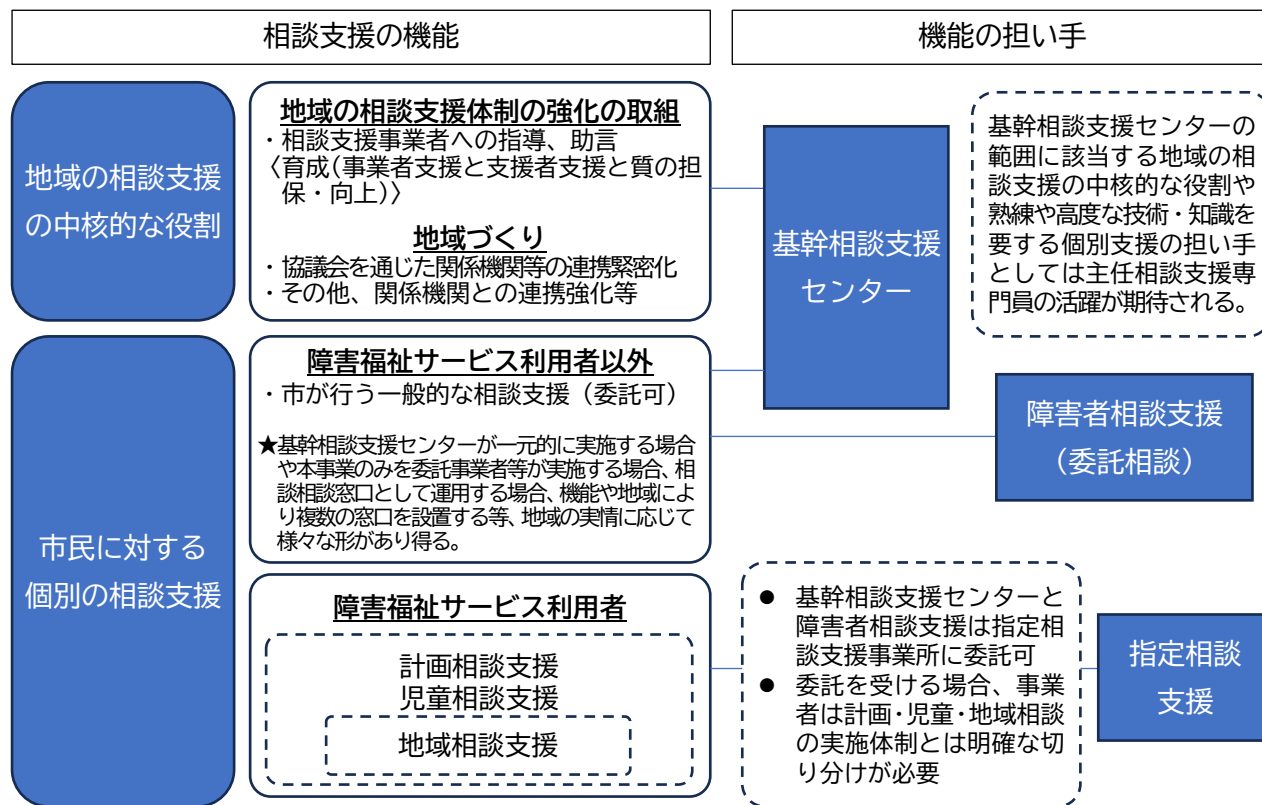 相談支援の機能
機能の担い手
地域の相談支援
の中核的な役割
地域の相談支援体制の強化の取組
・相談支援事業者への指導、助言
〈育成(事業者支援と支援者支援と質の担
保・向上)〉
地域づくり
・協議会を通じた関係機関等の連携緊密化
・その他、関係機関との連携強化等
基幹相談支援
センター
基幹相談支援センターの
範囲に該当する地域の相
談支援の中核的な役割や
熟練や高度な技術・知識を
要する個別支援の担い手
としては主任相談支援専
門員の活躍が期待される。
市民に対する
個別の相談支援
障害福祉サービス利用者以外
・市が行う一般的な相談支援（委託可）
★基幹相談支援センターが一元的に実施する場合
や本事業のみを委託事業者等が実施する場合、相
談相談窓口として運用する場合、機能や地域によ
り複数の窓口を設置する等、地域の実情に応じて
様々な形があり得る。
障害者相談支援
（委託相談）
障害福祉サービス利用者
計画相談支援
児童相談支援
地域相談支援
● 基幹相談支援センターと
障害者相談支援は指定相
談支援事業所に委託可
● 委託を受ける場合、事業
者は計画・児童・地域相談
の実施体制とは明確な切
り分けが必要
指定相談
支援